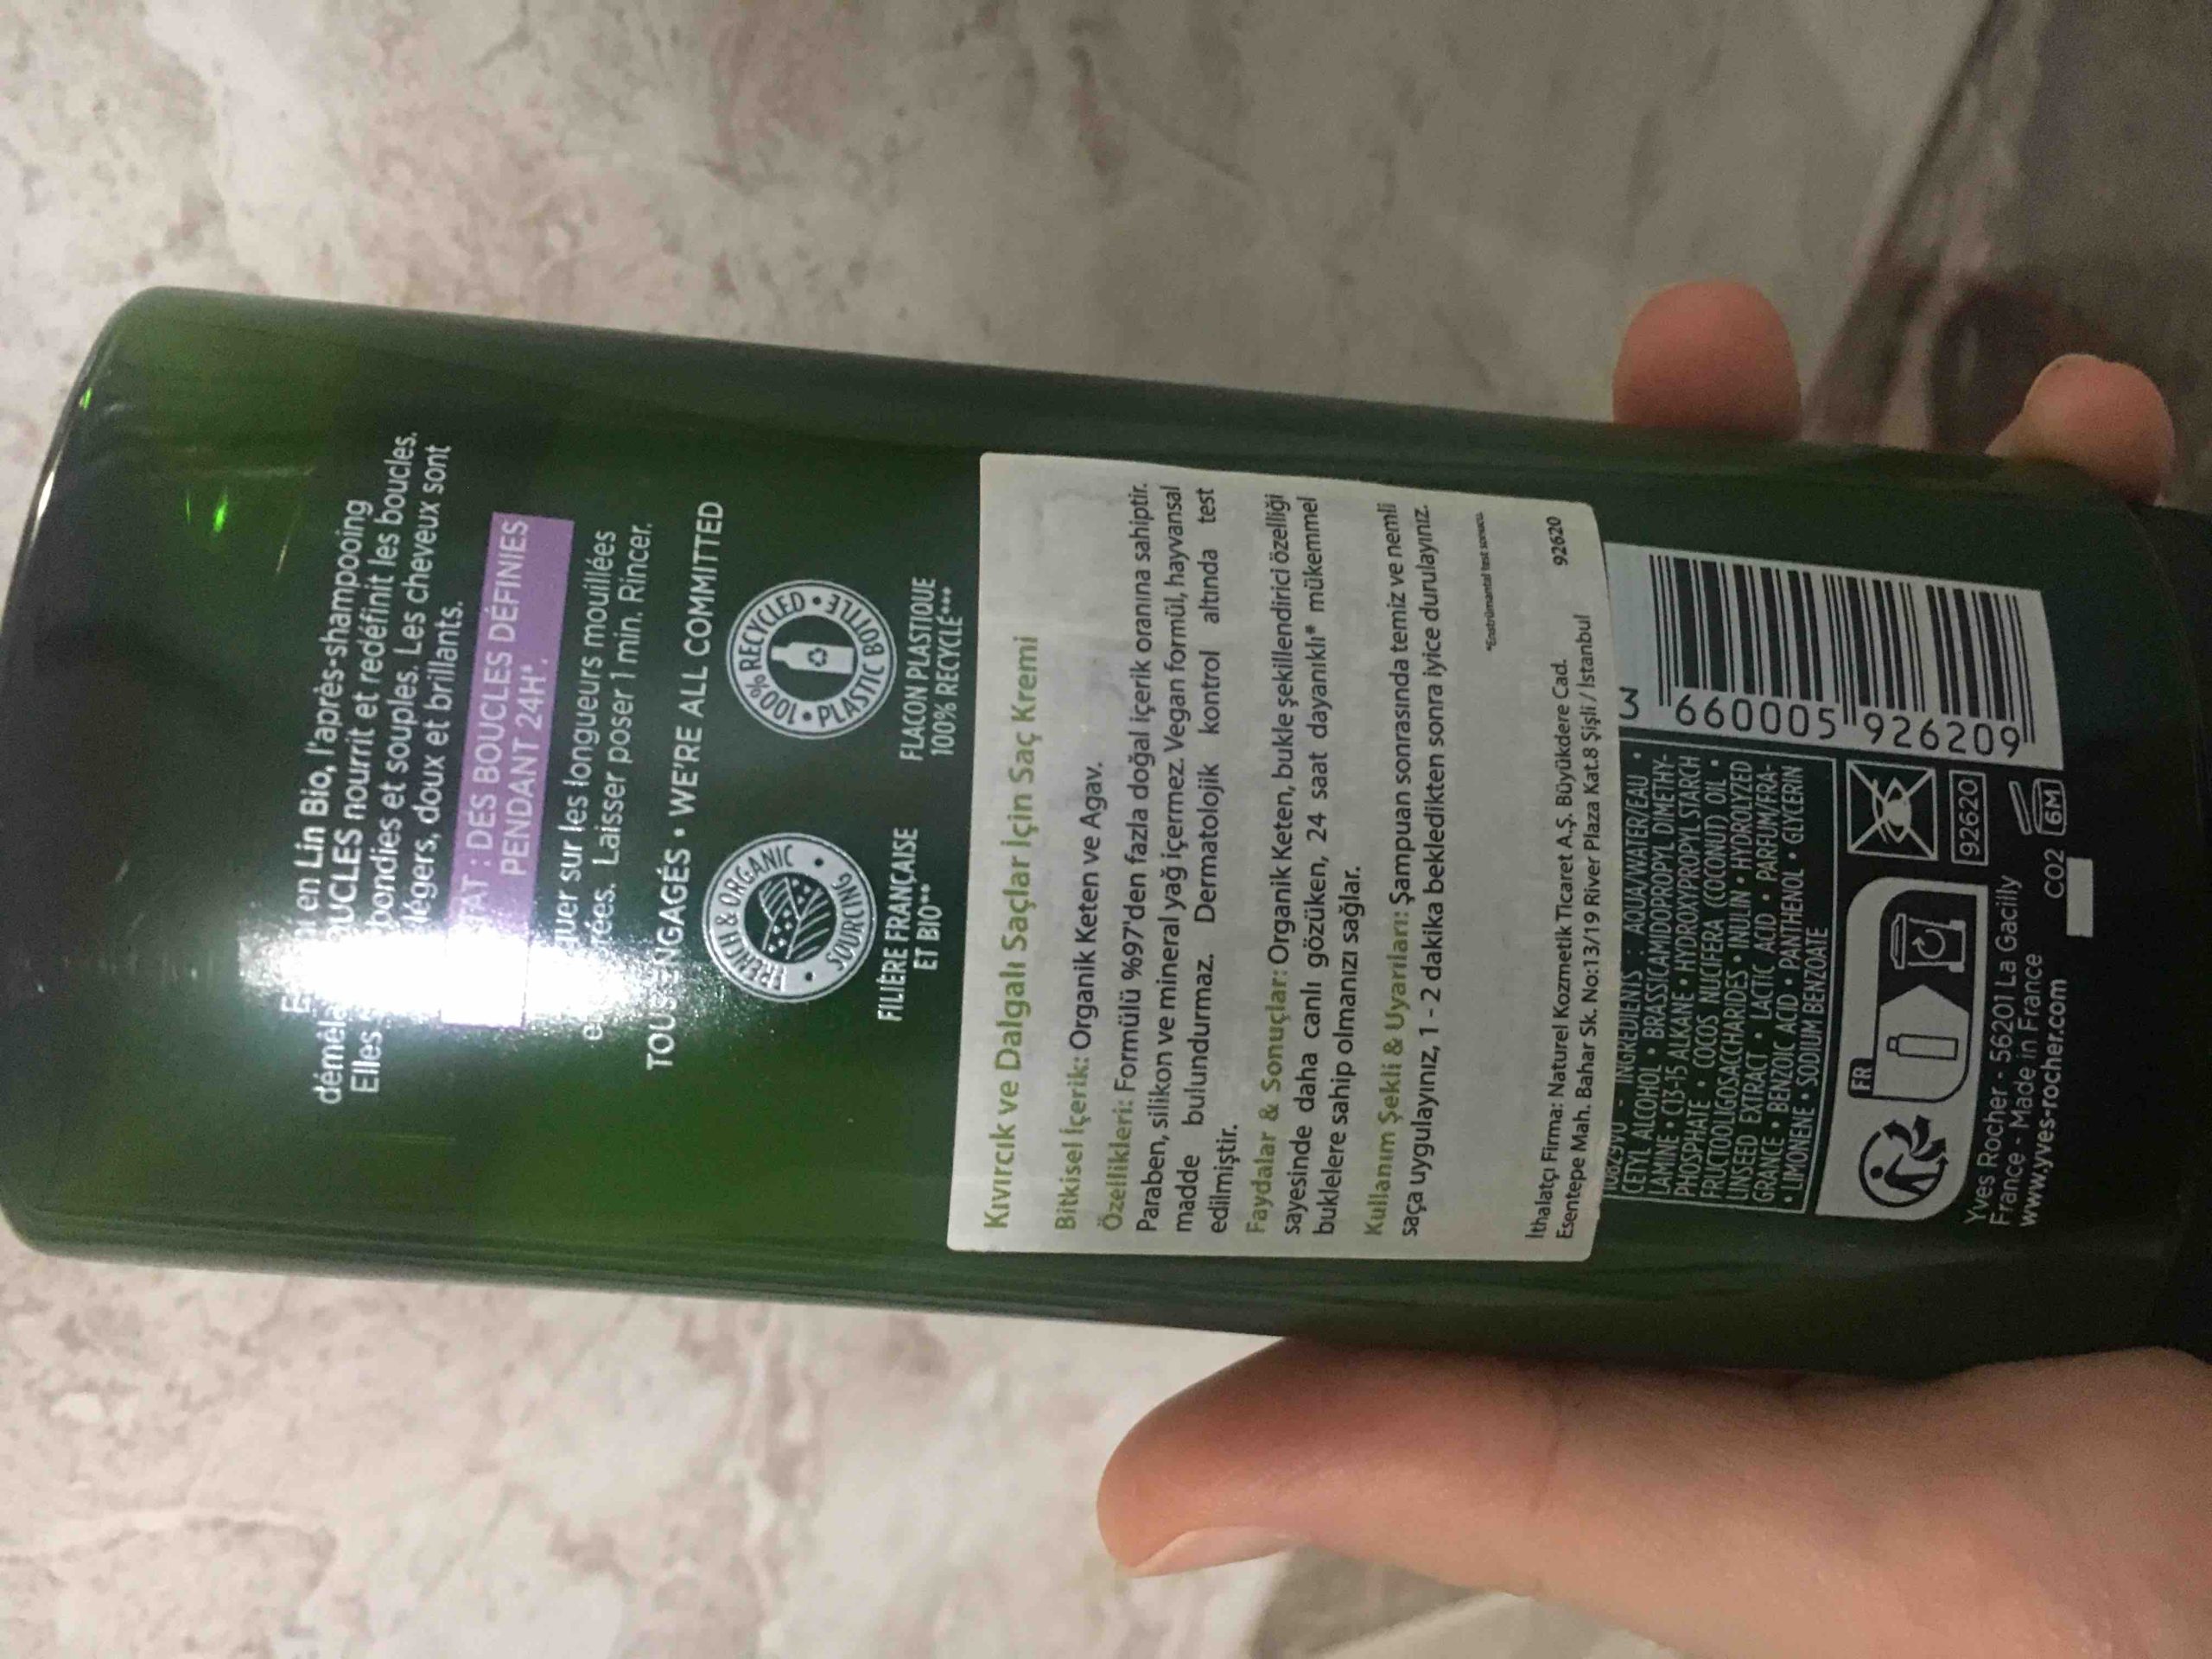 en Lin Bio, l'après-shampooing
UCLES nourrit et redéfinit les boucles.
Elles bondies et souples. Les cheveux sont
légers, doux et brillants.
TAT : DES BOUCLES DÉFINIES
PENDANT 24H*.
quer sur les longueurs mouillées
Laisser poser 1 min. Rincer.
TOUS ENGAGÉS • WE'RE ALL COMMITTED
FRENCH & ORGANIC • SOURCING •
100% RECYCLED • PLASTIC BOTTLE •
FILIÈRE FRANÇAISE
ET BIO**
FLACON PLASTIQUE
100% RECYCLÉ***
Kıvırcık ve Dalgalı Saçlar İçin Saç Kremi
Bitkisel İçerik: Organik Keten ve Agav.
Özellikleri: Formülü %97'den fazla doğal içerik oranına sahiptir.
Paraben, silikon ve mineral yağ içermez. Vegan formül, hayvansal
madde bulundurmaz. Dermatolojik kontrol altında test
edilmiştir.
Faydalar & Sonuçlar: Organik Keten, bukle şekillendirici özelliği
sayesinde daha canlı gözüken, 24 saat dayanıklı* mükemmel
buklelere sahip olmanızı sağlar.
Kullanım Şekli & Uyarıları: Şampuan sonrasında temiz ve nemli
saça uygulayınız, 1 - 2 dakika bekledikten sonra iyice durulayınız.
*Enstrümantal test sonucu.
İthalatçı Firma: Naturel Kozmetik Ticaret A.Ş. Büyükdere Cad.
Esentepe Mah. Bahar Sk. No:13/19 River Plaza Kat.8 Şişli / İstanbul
92620
INGREDIENTS : AQUA/WATER/EAU •
CETYL ALCOHOL • BRASSICAMIDOPROPYL DIMETHY-
LAMINE • C13-15 ALKANE • HYDROXYPROPYL STARCH
PHOSPHATE • COCOS NUCIFERA (COCONUT) OIL •
FRUCTOOLIGOSACCHARIDES • INULIN • HYDROLYZED
LINSEED EXTRACT • LACTIC ACID • PARFUM/FRA-
GRANCE • BENZOIC ACID • PANTHENOL • GLYCERIN
• LIMONENE • SODIUM BENZOATE
3 660005 926209
FR
92620
Yves Rocher - 56201 La Gacilly
France - Made in France
www.yves-rocher.com
CO2
6M